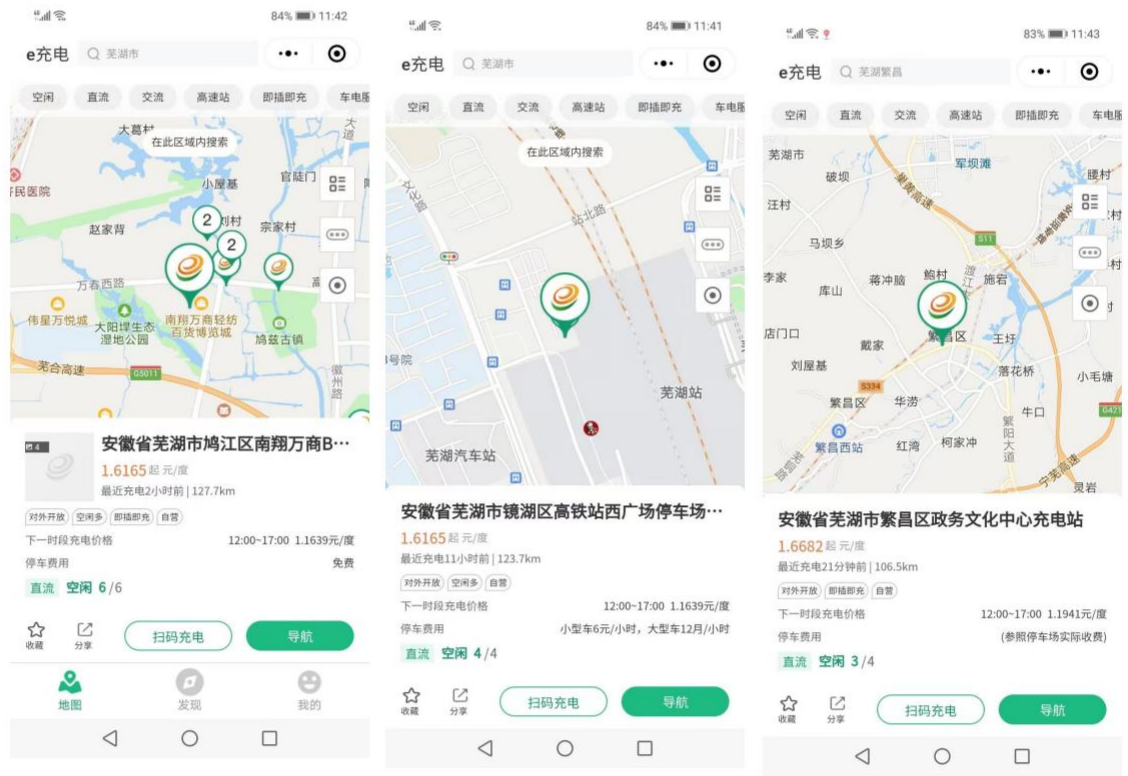 84% 11:42
e充电
芜湖市
空闲 直流 交流 高速站 即插即充 车电服
大葛村
在此区域内搜索
大道
官陡门
小屋基
民医院
2
刘村
赵家背
2
宗家村
万春西路
伟星万悦城
大阳垾生态
湿地公园
南翔万商轻纺
百货博览城
鸠兹古镇
芜合高速
G5011
徽州路
4
安徽省芜湖市鸠江区南翔万商B···
1.6165起 元/度
最近充电2小时前 | 127.7km
对外开放 空闲多 即插即充 自营
下一时段充电价格 12:00~17:00 1.1639元/度
停车费用 免费
直流 空闲 6/6
收藏
分享
扫码充电
导航
地图
发现
我的
84% 11:41
e充电
芜湖市
空闲 直流 交流 高速站 即插即充 车电服
在此区域内搜索
文化路
站北路
号院
芜湖站
芜湖汽车站
安徽省芜湖市镜湖区高铁站西广场停车场···
1.6165起 元/度
最近充电11小时前 | 123.7km
对外开放 空闲多 自营
下一时段充电价格 12:00~17:00 1.1639元/度
停车费用 小型车6元/小时，大型车12月/小时
直流 空闲 4/4
收藏
分享
扫码充电
导航
83% 11:43
e充电
芜湖繁昌
空闲 直流 交流 高速站 即插即充 车电服
芜湖市
军坝滩
破坝
腰村
芜黄高速
汪村
S11
马坝乡
李家
蒋冲脑
鲍村
施宕
库山
店门口
繁昌区
王圩
戴家
刘屋基
落花桥
小毛塘
S334
繁昌区
华涝
牛口
G421
繁昌西站
红湾
柯家冲
繁阳大道
芜铜路
宁芜高速
灵岩
安徽省芜湖市繁昌区政务文化中心充电站
1.6682起 元/度
最近充电21分钟前 | 106.5km
对外开放 即插即充 自营
下一时段充电价格 12:00~17:00 1.1941元/度
停车费用 (参照停车场实际收费)
直流 空闲 3/4
收藏
分享
扫码充电
导航